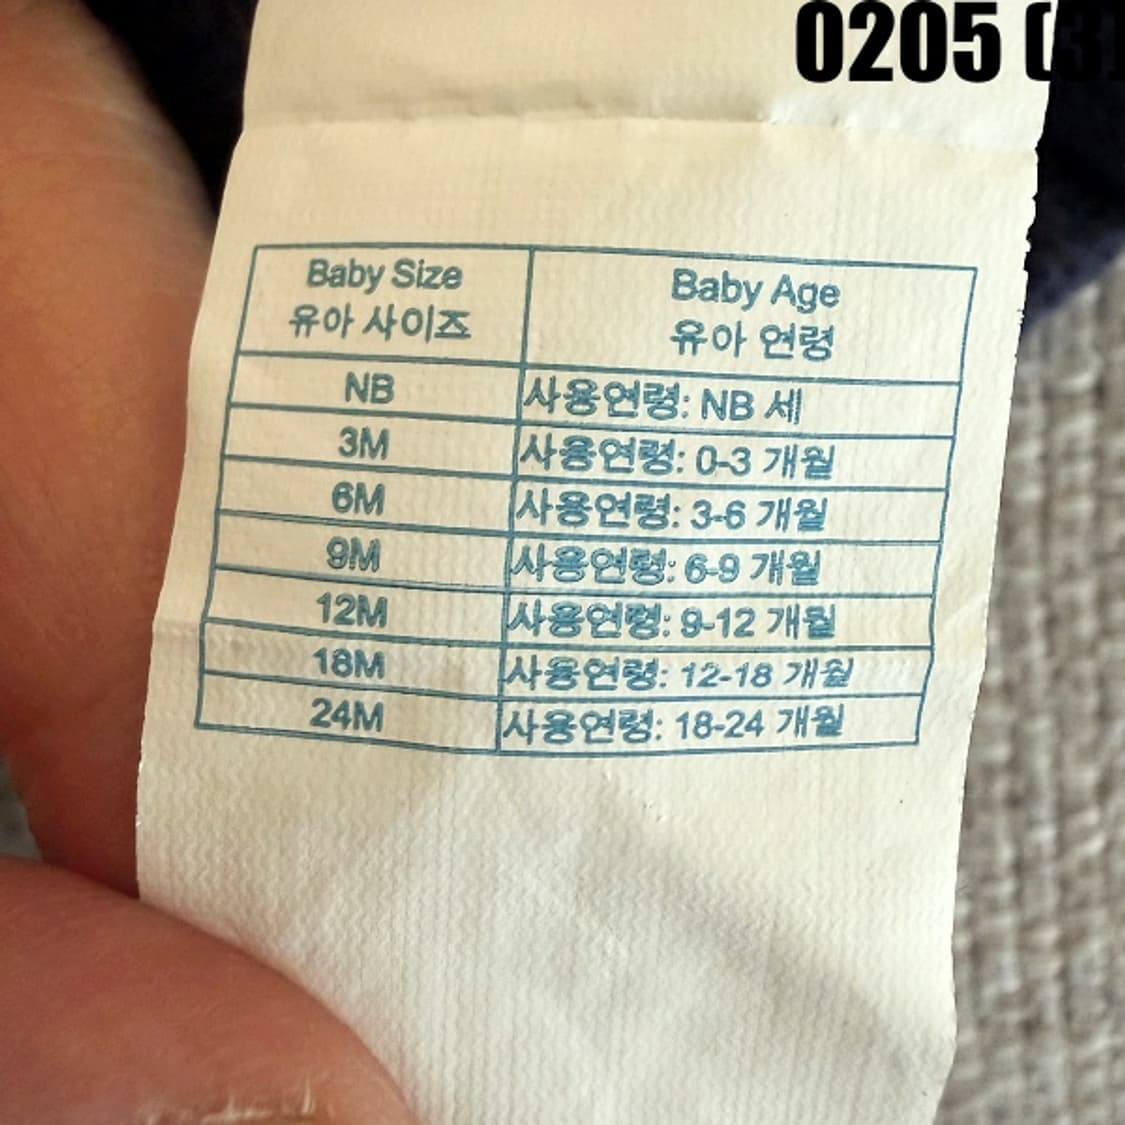 0205 (3)
Baby Size
유아 사이즈
Baby Age
유아 연령
NB
사용연령: NB 세
3M
사용연령: 0-3 개월
6M
사용연령: 3-6 개월
9M
사용연령: 6-9 개월
12M
사용연령: 9-12 개월
18M
사용연령: 12-18 개월
24M
사용연령: 18-24 개월